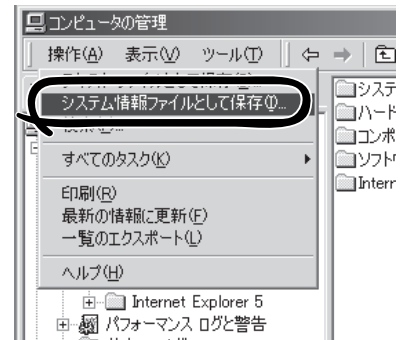 コンピュータの管理
操作(A) 表示(V) ツール(T)
システム情報ファイルとして保存(I)...
すべてのタスク(K)
印刷(R)
最新の情報に更新(F)
一覧のエクスポート(L)
ヘルプ(H)
システ
ハード
コンポ
ソフト
Intern
Internet Explorer 5
パフォーマンス ログと警告